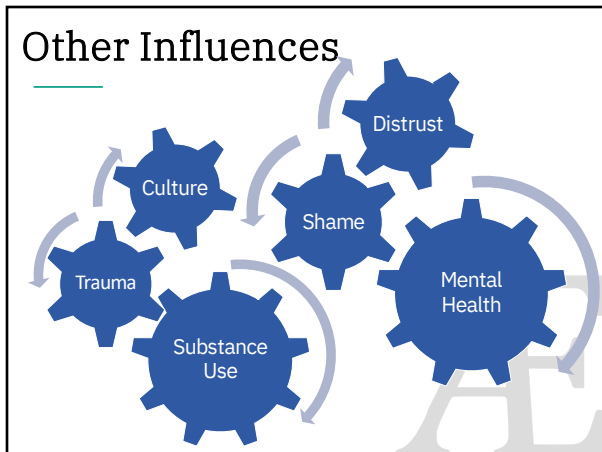 Other Influences
Distrust
Culture
Shame
Trauma
Mental
Health
Substance
Use
Æ